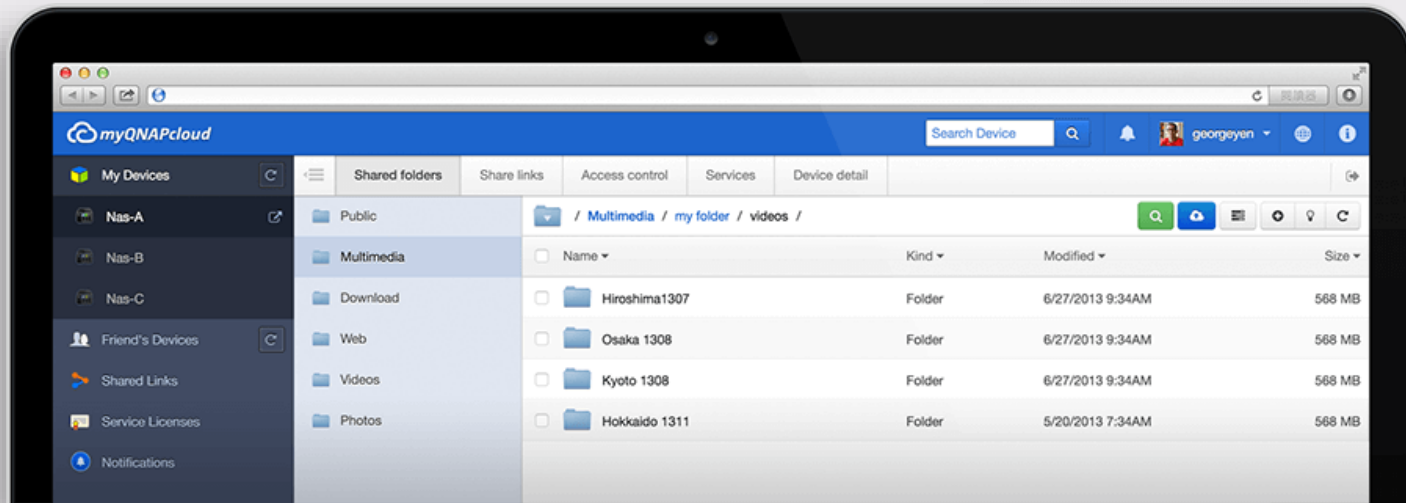 閱讀器
myQNAPcloud
Search Device
georgeyen
My Devices
Shared folders
Share links
Access control
Services
Device detail
Nas-A
Public
/ Multimedia / my folder / videos /
Nas-B
Multimedia
Name
Kind
Modified
Size
Nas-C
Download
Hiroshima1307
Folder
6/27/2013 9:34AM
568 MB
Friend's Devices
Web
Osaka 1308
Folder
6/27/2013 9:34AM
568 MB
Shared Links
Videos
Kyoto 1308
Folder
6/27/2013 9:34AM
568 MB
Service Licenses
Photos
Hokkaido 1311
Folder
5/20/2013 7:34AM
568 MB
Notifications